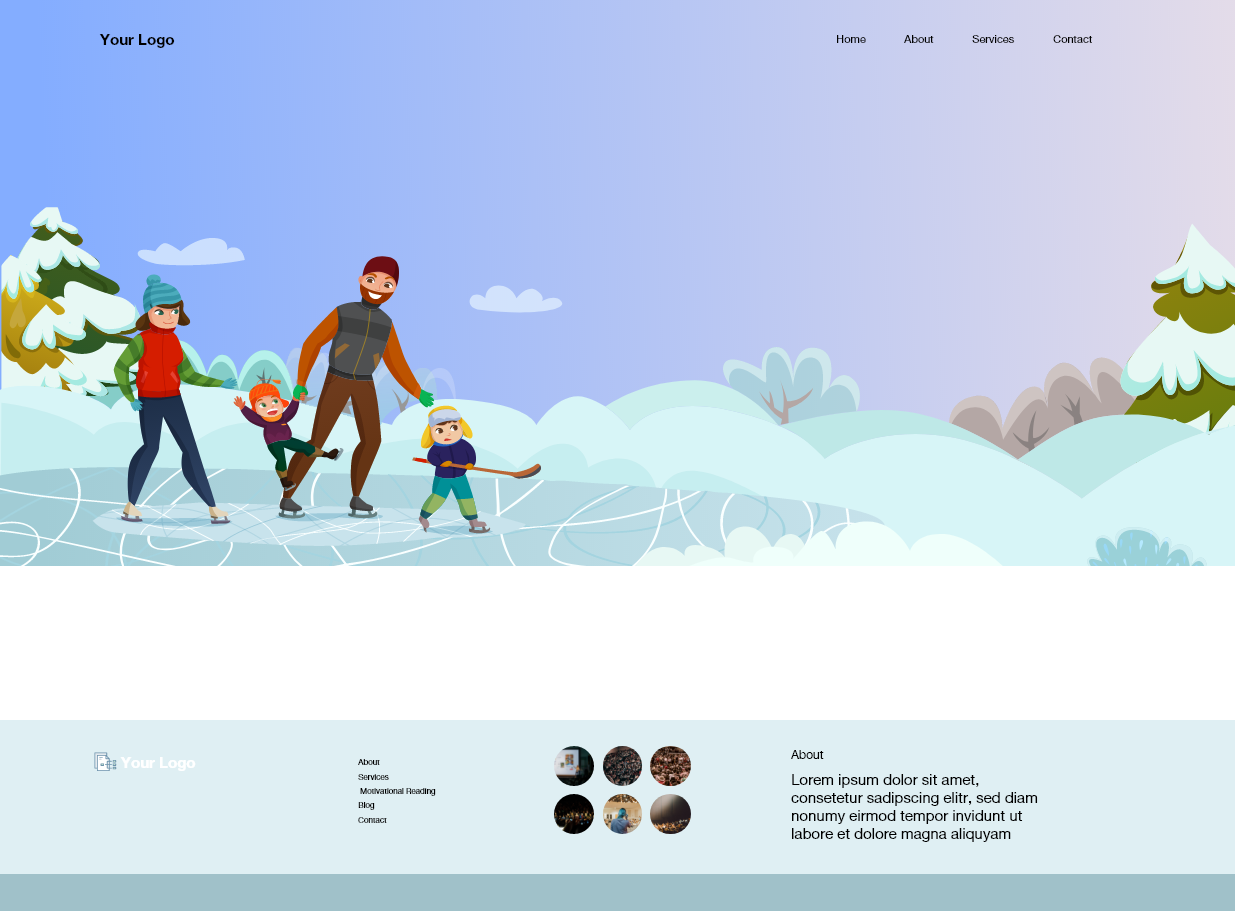 Your Logo
Home
About
Services
Contact
Your Logo
About
Services
Motivational Reading
Blog
Contact
About
Lorem ipsum dolor sit amet,
consetetur sadipscing elitr, sed diam
nonumy eirmod tempor invidunt ut
labore et dolore magna aliquyam